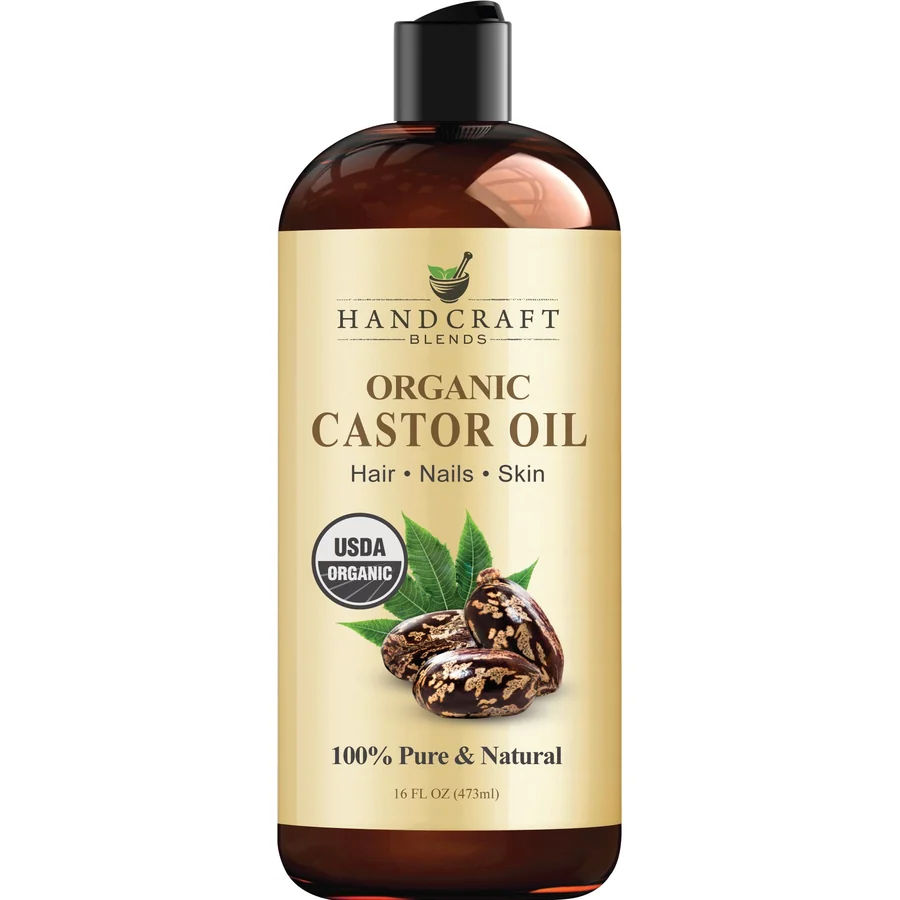 HANDCRAFT
BLENDS
ORGANIC
CASTOR OIL
Hair • Nails • Skin
USDA
ORGANIC
100% Pure & Natural
16 FL OZ (473ml)